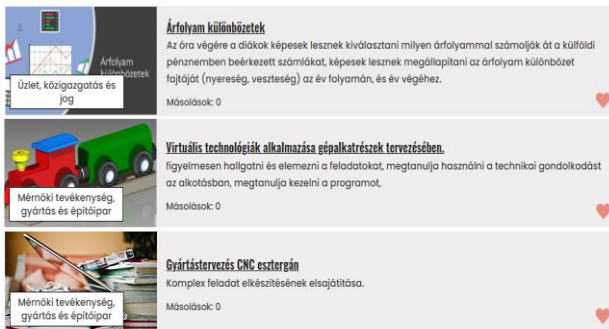 Árfolyam
különbözetek
Üzlet, közigazgatás és
jog
Árfolyam különbözetek
Az óra végére a diákok képesek lesznek kiválasztani milyen árfolyammal számolják át a külföldi
pénznemben beérkezett számlákat, képesek lesznek megállapítani az árfolyam különbözet
fajtáját (nyereség, veszteség) az év folyamán, és év végéhez.
Másolások: 0
Mérnöki tevékenység,
gyártás és építőipar
Virtuális technológiák alkalmazása gépalkatrészek tervezésében.
figyelmesen hallgatni és elemezni a feladatokat, megtanulja használni a technikai gondolkodást
az alkotásban, megtanulja kezelni a programot,
Másolások: 0
Mérnöki tevékenység,
gyártás és építőipar
Gyártástervezés CNC esztergán
Komplex feladat elkészítésének elsajátítása.
Másolások: 0